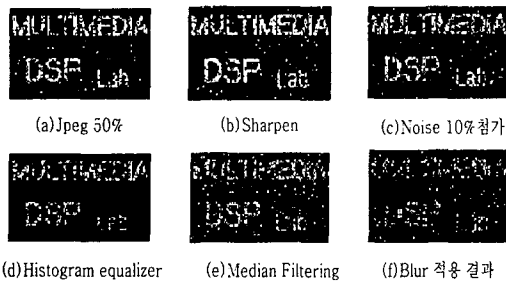 MULTIMEDIA MULTIMEDIA MULTIMEDIA
DSP Lab DSP Lab DSP Lab
(a)Jpeg 50% (b)Sharpen (c)Noise 10%첨가
MULTIMEDIA MULTIMEDIA
DSP DSP
(d)Histogram equalizer (e)Median Filtering (f)Blur 적용 결과